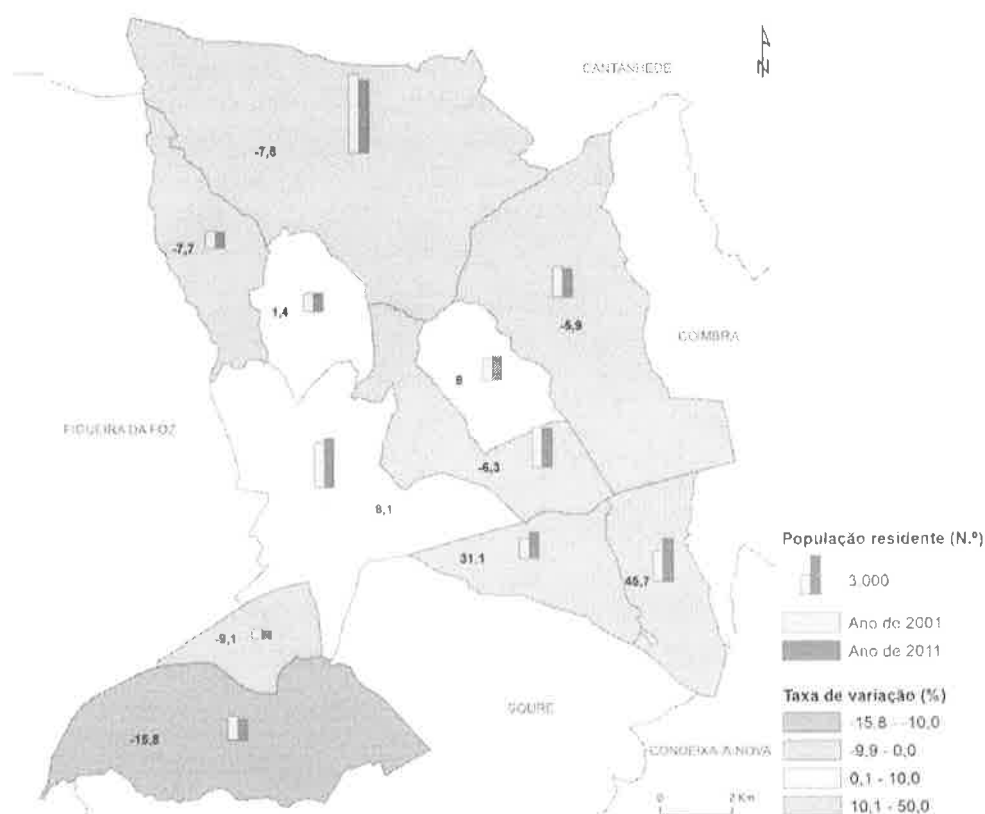 CANTANHEDE
-7,8
-7,7
1,4
-5,9
COIMBRA
8
FIGUEIRA DA FOZ
-6,3
8,1
31,1
45,7
-9,1
-15,8
SOURE
CONDEIXA-A-NOVA
0 2 Km
População residente (N.º)
3.000
Ano de 2001
Ano de 2011
Taxa de variação (%)
-15,8 - -10,0
-9,9 - 0,0
0,1 - 10,0
10,1 - 50,0